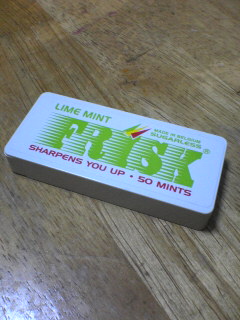 LIME MINT
MADE IN BELGIUM
SUGARLESS
FRISK®
SHARPENS YOU UP • 50 MINTS